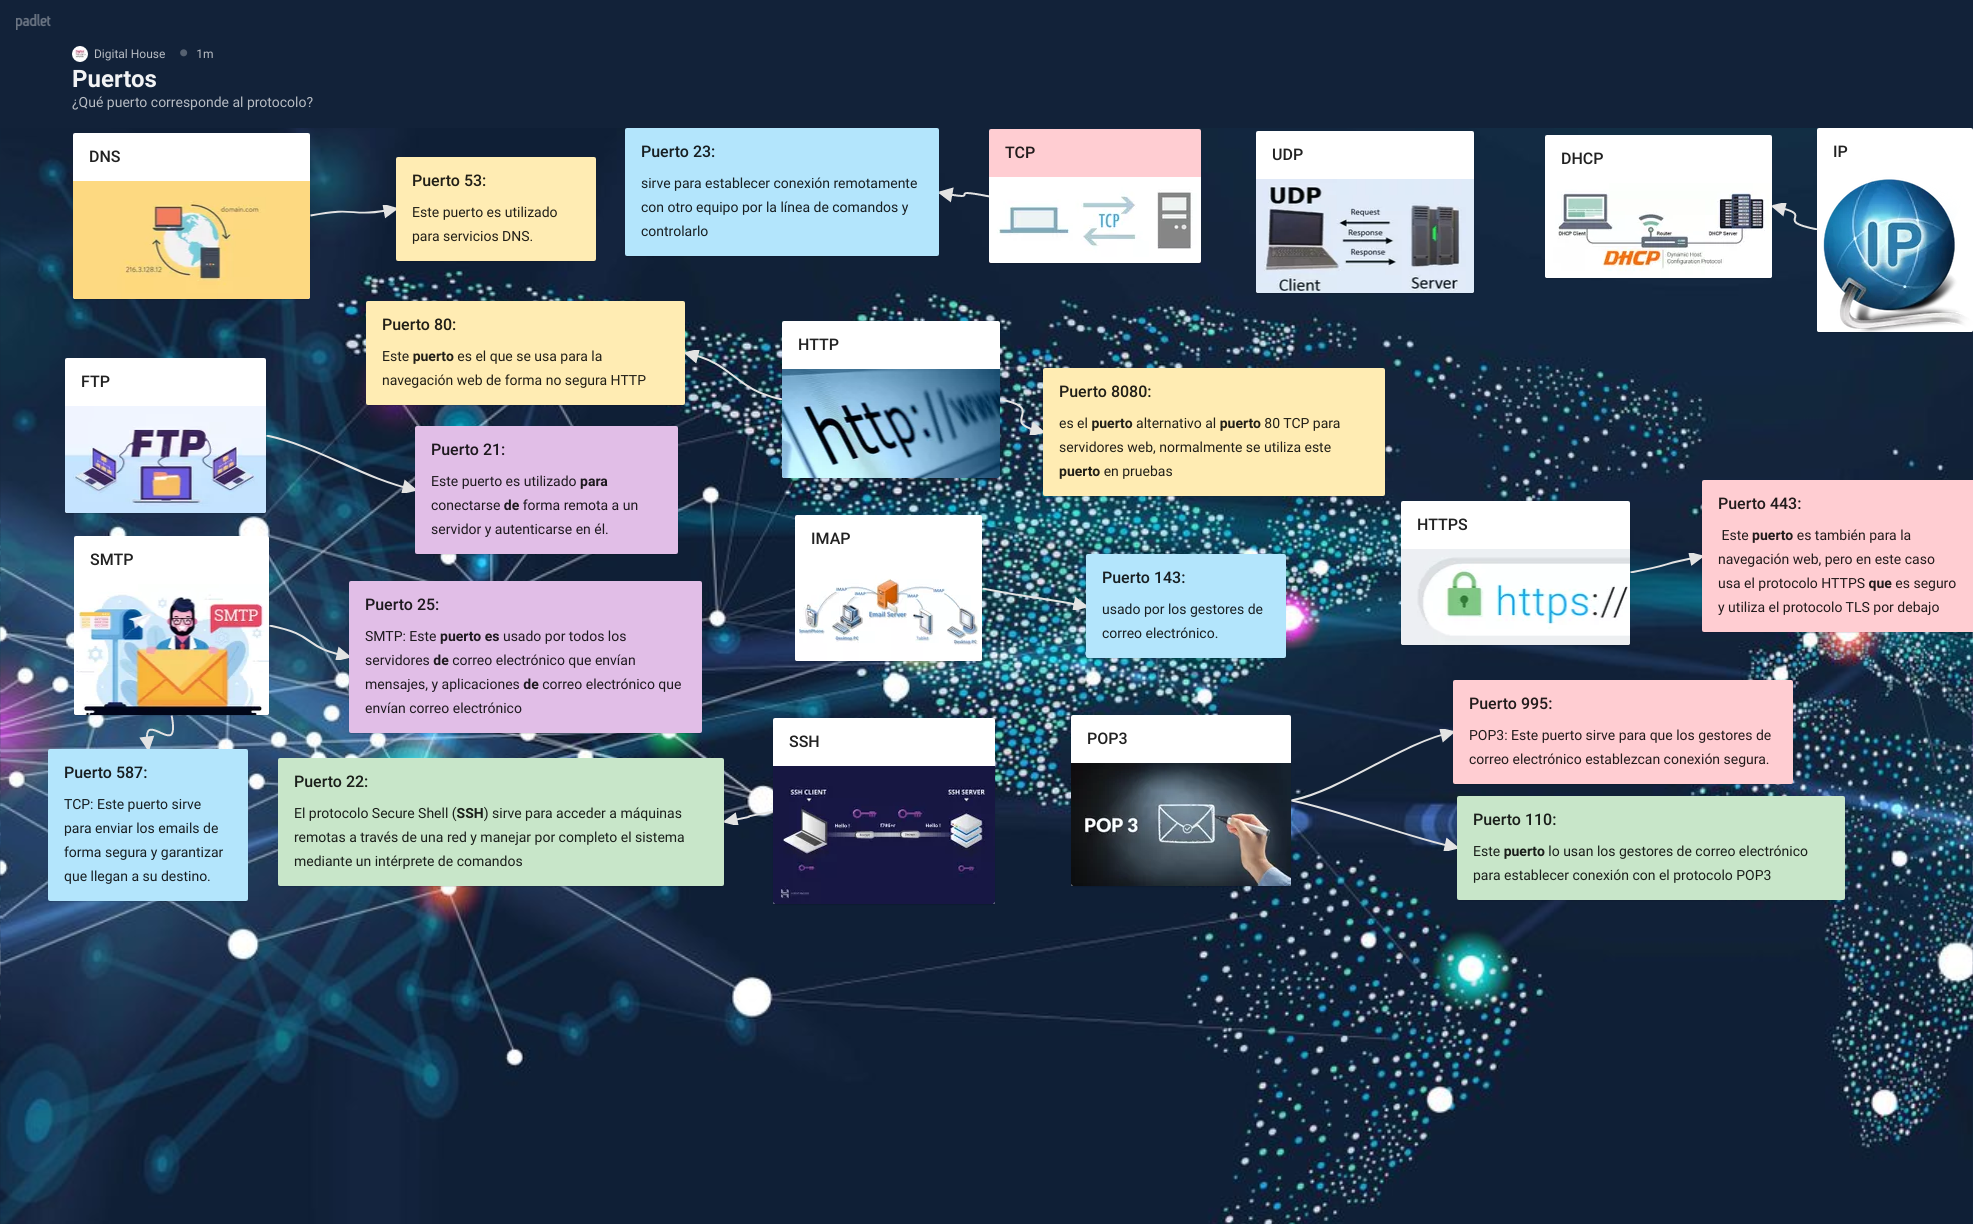 padlet
Digital House
1m
Puertos
¿Qué puerto corresponde al protocolo?
DNS
domain.com
216.3.128.12
Puerto 53:
Este puerto es utilizado
para servicios DNS.
Puerto 23:
sirve para establecer conexión remotamente
con otro equipo por la línea de comandos y
controlarlo
TCP
TCP
UDP
UDP
Request
Response
Response
Client
Server
DHCP
DHCP Client
Router
DHCP Server
DHCP
Dynamic Host
Configuration Protocol
IP
IP
Puerto 80:
Este puerto es el que se usa para la
navegación web de forma no segura HTTP
HTTP
http://www
Puerto 8080:
es el puerto alternativo al puerto 80 TCP para
servidores web, normalmente se utiliza este
puerto en pruebas
FTP
FTP
Puerto 21:
Este puerto es utilizado para
conectarse de forma remota a un
servidor y autenticarse en él.
IMAP
IMAP
IMAP
IMAP
IMAP
Email Server
SmartPhone
Desktop PC
Tablet
Desktop PC
Puerto 143:
usado por los gestores de
correo electrónico.
HTTPS
https://
Puerto 443:
Este puerto es también para la
navegación web, pero en este caso
usa el protocolo HTTPS que es seguro
y utiliza el protocolo TLS por debajo
SMTP
SMTP
Puerto 25:
SMTP: Este puerto es usado por todos los
servidores de correo electrónico que envían
mensajes, y aplicaciones de correo electrónico que
envían correo electrónico
Puerto 587:
TCP: Este puerto sirve
para enviar los emails de
forma segura y garantizar
que llegan a su destino.
Puerto 22:
El protocolo Secure Shell (SSH) sirve para acceder a máquinas
remotas a través de una red y manejar por completo el sistema
mediante un intérprete de comandos
SSH
SSH CLIENT
SSH SERVER
Hello !
Hello !
POP3
POP 3
Puerto 995:
POP3: Este puerto sirve para que los gestores de
correo electrónico establezcan conexión segura.
Puerto 110:
Este puerto lo usan los gestores de correo electrónico
para establecer conexión con el protocolo POP3